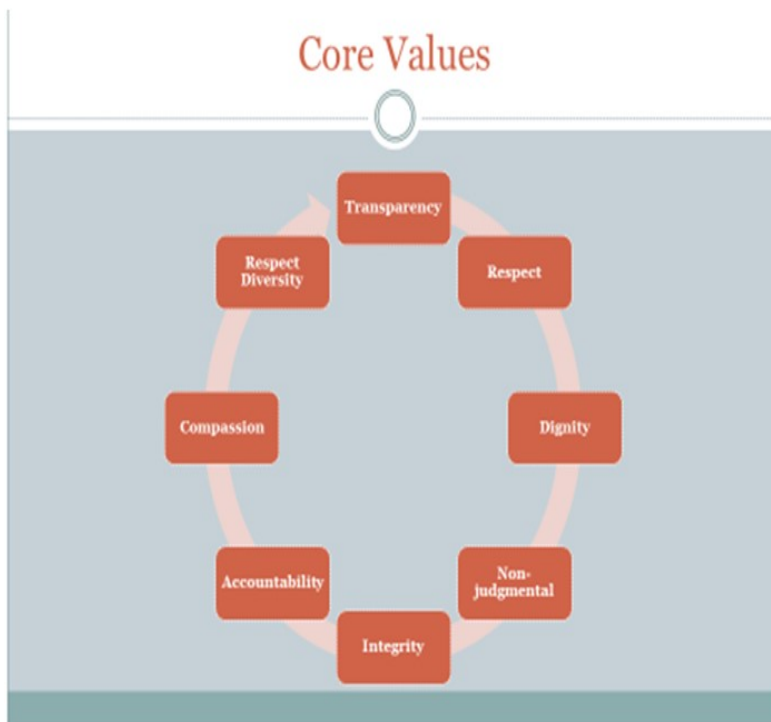 Core Values
Transparency
Respect
Dignity
Non-
judgmental
Integrity
Accountability
Compassion
Respect
Diversity